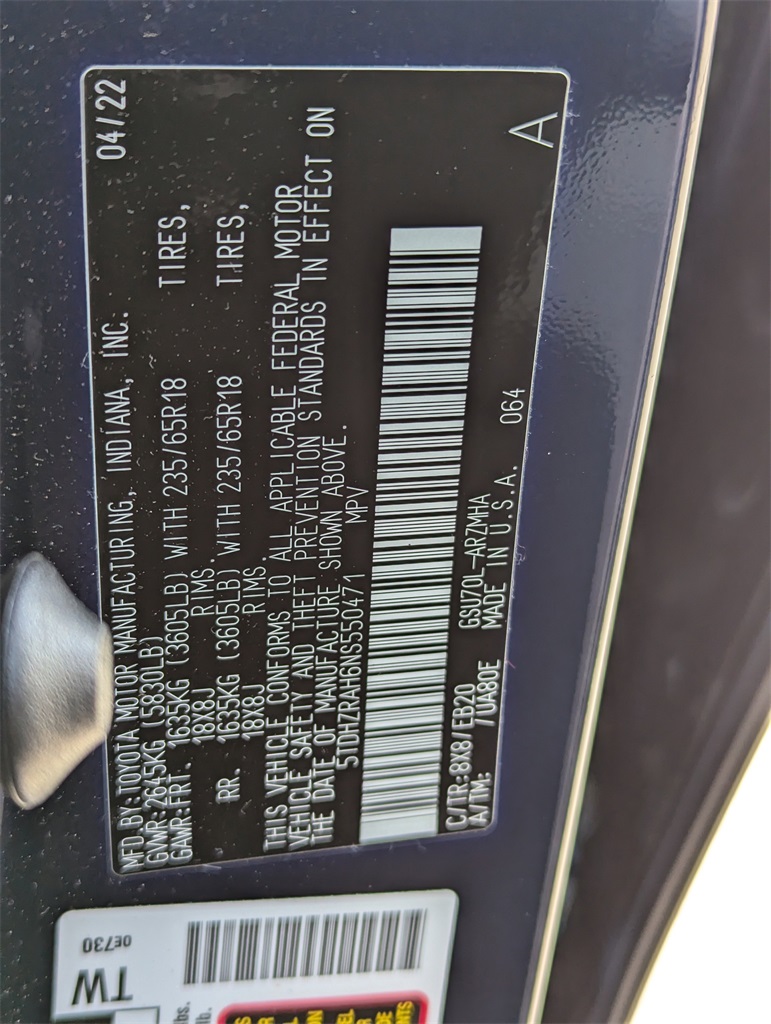 MFD.BY:TOYOTA MOTOR MANUFACTURING, INDIANA, INC. 04/22
GVWR:2645KG (5830LB)
GAWR:FRT. 1635KG (3605LB) WITH 235/65R18 TIRES,
18X8J RIMS.
RR. 1635KG (3605LB) WITH 235/65R18 TIRES,
18X8J RIMS.
THIS VEHICLE CONFORMS TO ALL APPLICABLE FEDERAL MOTOR
VEHICLE SAFETY AND THEFT PREVENTION STANDARDS IN EFFECT ON
THE DATE OF MANUFACTURE SHOWN ABOVE.
5TDHZRAH6NS550471 MPV
C/TR:8X8/EB20 GSU70L-ARZMHA
A/TM: /UA80E MADE IN U.S.A. 064 A
TW 0E730
lbs.
lb.